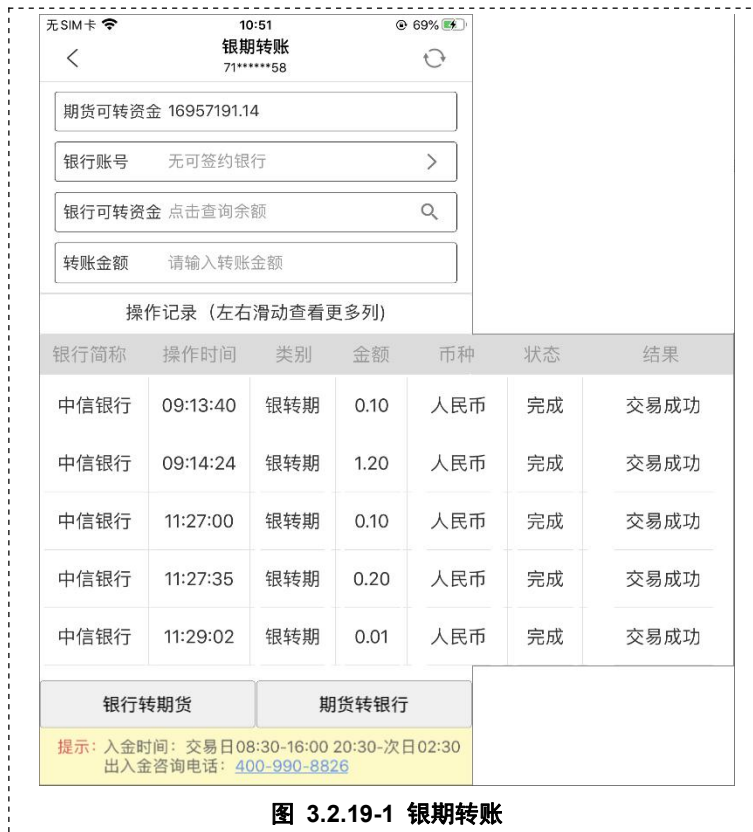 无SIM卡 10:51 69%
银期转账
71******58
期货可转资金 16957191.14
银行账号 无可签约银行
银行可转资金 点击查询余额
转账金额 请输入转账金额
操作记录（左右滑动查看更多列)
银行简称 操作时间 类别 金额 币种 状态 结果
中信银行 09:13:40 银转期 0.10 人民币 完成 交易成功
中信银行 09:14:24 银转期 1.20 人民币 完成 交易成功
中信银行 11:27:00 银转期 0.10 人民币 完成 交易成功
中信银行 11:27:35 银转期 0.20 人民币 完成 交易成功
中信银行 11:29:02 银转期 0.01 人民币 完成 交易成功
银行转期货 期货转银行
提示：入金时间：交易日08:30-16:00 20:30-次日02:30
出入金咨询电话：400-990-8826
图 3.2.19-1 银期转账